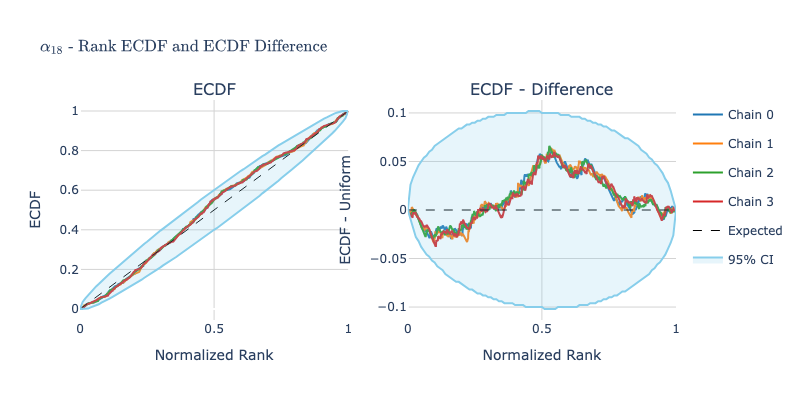 α₁₈ - Rank ECDF and ECDF Difference
ECDF
ECDF - Difference
ECDF
1
0.8
0.6
0.4
0.2
0
0
0.5
1
Normalized Rank
ECDF - Uniform
0.1
0.05
0
−0.05
−0.1
0
0.5
1
Normalized Rank
Chain 0
Chain 1
Chain 2
Chain 3
Expected
95% CI